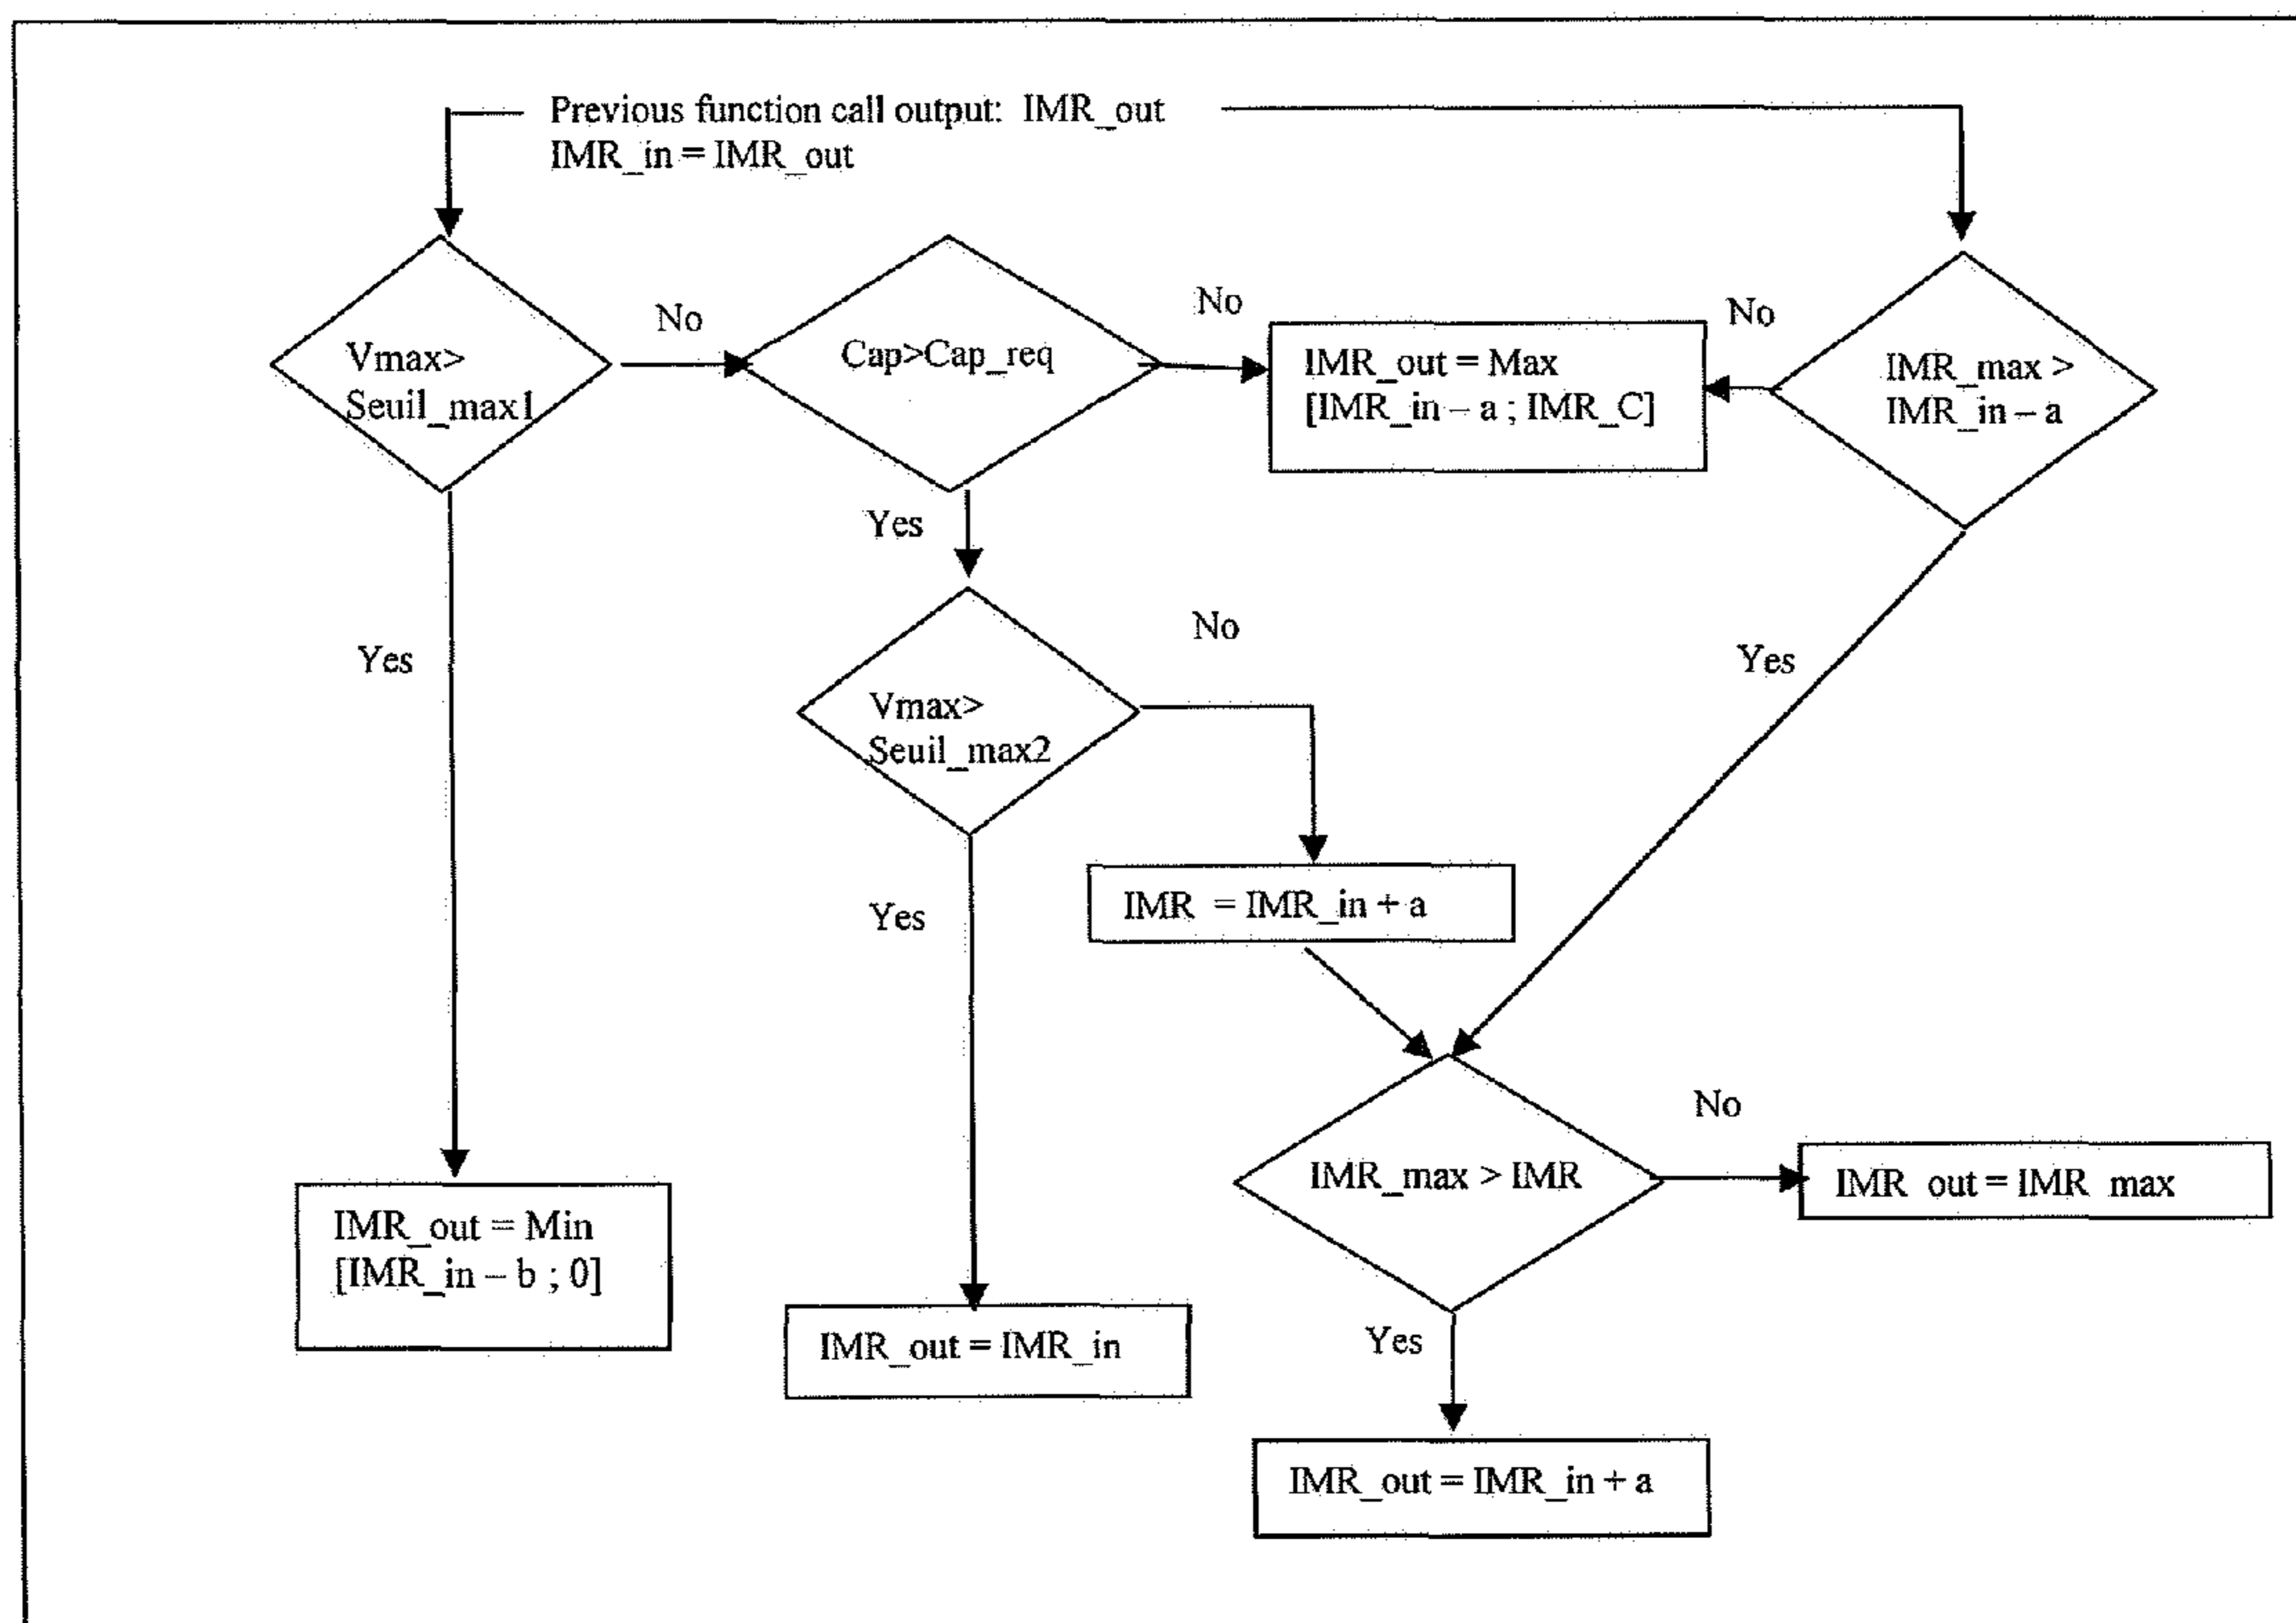 Previous function call output: IMR_out
IMR_in = IMR_out
Vmax>
Seuil_max1
No
Cap>Cap_req
No
IMR_out = Max
[IMR_in – a ; IMR_C]
No
IMR_max >
IMR_in – a
Yes
Yes
Vmax>
Seuil_max2
No
Yes
Yes
IMR = IMR_in + a
IMR_max > IMR
No
IMR_out = IMR_max
IMR_out = Min
[IMR_in – b ; 0]
IMR_out = IMR_in
Yes
IMR_out = IMR_in + a